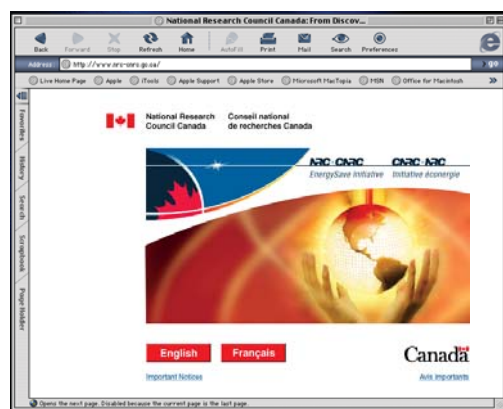 National Research Council Canada: From Discov...
Back Forward Stop Refresh Home AutoFill Print Mail Search Preferences
Address: http://www.nrc-cnrc.gc.ca/ go
Live Home Page Apple iTools Apple Support Apple Store Microsoft MacTopia MSN Office for Macintosh
Favorites
History
Search
Scrapbook
Page Holder
National Research Conseil national
Council Canada de recherches Canada
NRC·CNRC CNRC·NRC
EnergySave Initiative Initiative éconergie
English Français
Canada
Important Notices Avis importants
Opens the next page. Disabled because the current page is the last page.